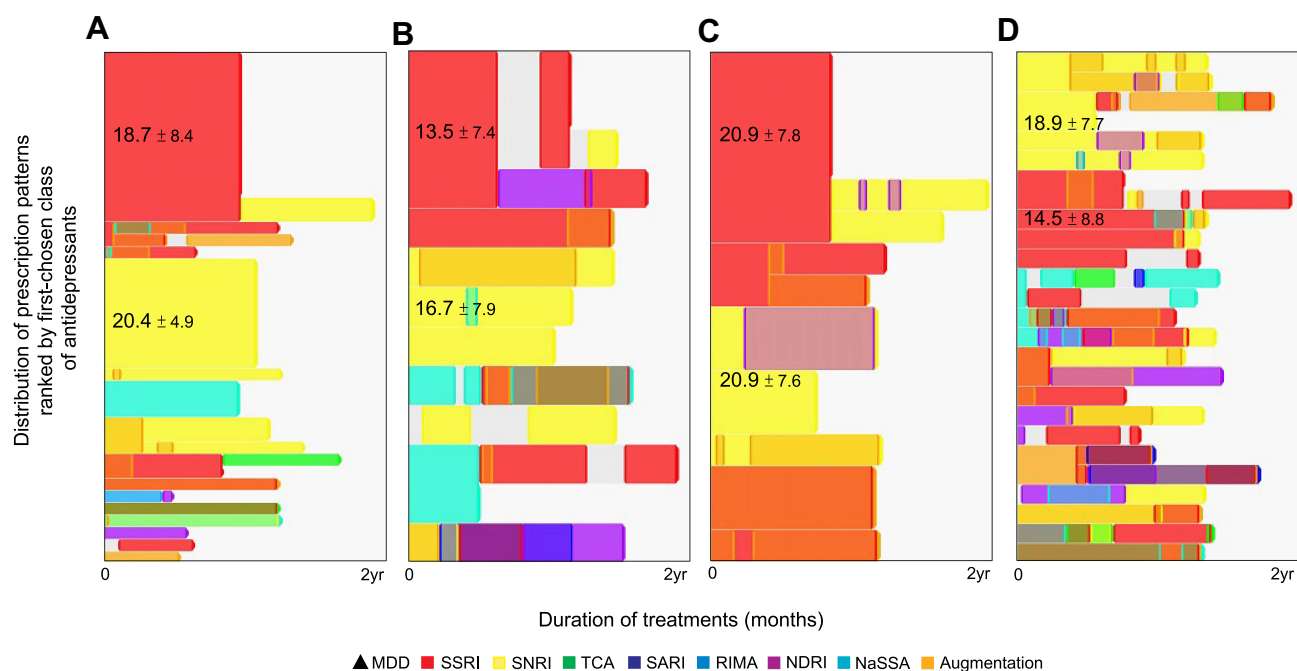 A
B
C
D
Distribution of prescription patterns
ranked by first-chosen class
of antidepressants
18.7 ± 8.4
20.4 ± 4.9
13.5 ± 7.4
16.7 ± 7.9
20.9 ± 7.8
20.9 ± 7.6
18.9 ± 7.7
14.5 ± 8.8
0 2yr
0 2yr
0 2yr
0 2yr
Duration of treatments (months)
MDD SSRI SNRI TCA SARI RIMA NDRI NaSSA Augmentation